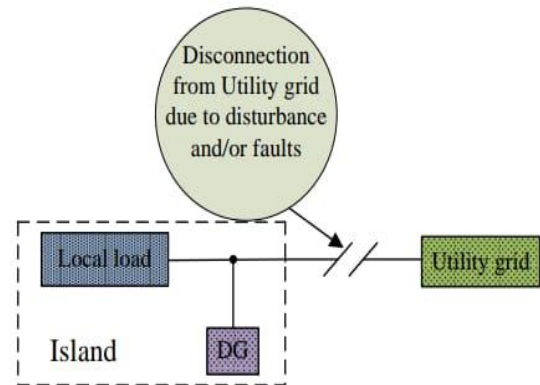 Disconnection
from Utility grid
due to disturbance
and/or faults
Local load
Utility grid
Island
DG